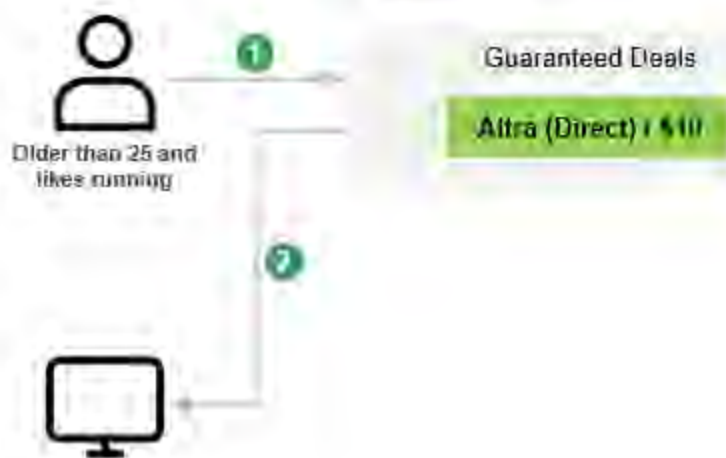 1
Guaranteed Deals
Altra (Direct) / $10
Older than 25 and
likes running
2